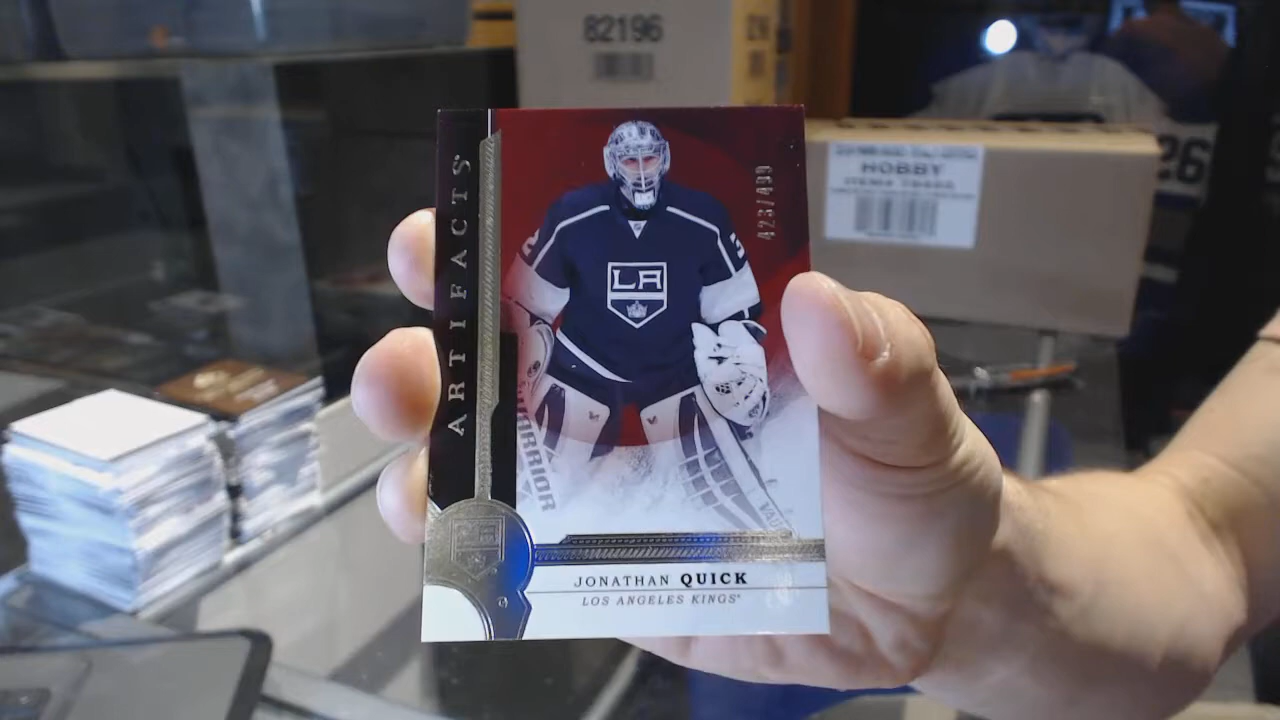 82196
HOBBY
26
ARTIFACTS
423/499
LA
WARRIOR
JONATHAN QUICK
LOS ANGELES KINGS